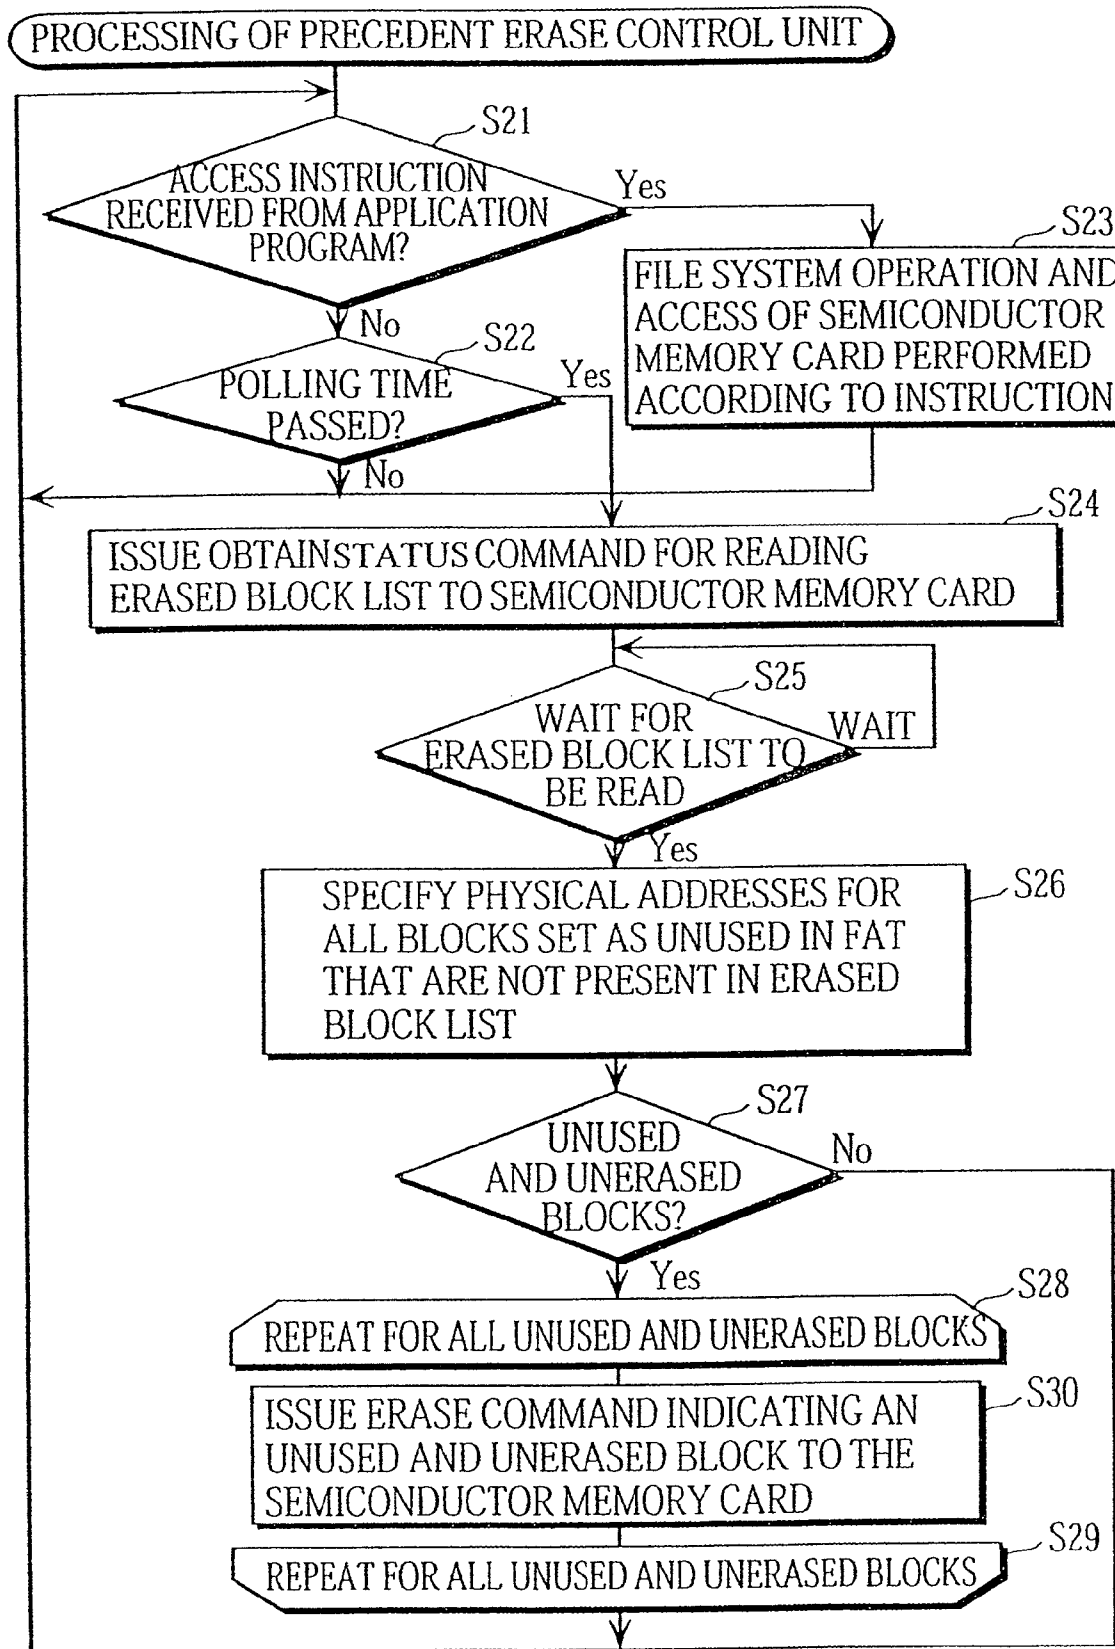 PROCESSING OF PRECEDENT ERASE CONTROL UNIT
S21
ACCESS INSTRUCTION
RECEIVED FROM APPLICATION
PROGRAM?
Yes
No
S23
FILE SYSTEM OPERATION AND
ACCESS OF SEMICONDUCTOR
MEMORY CARD PERFORMED
ACCORDING TO INSTRUCTION
S22
POLLING TIME
PASSED?
Yes
No
S24
ISSUE OBTAINSTATUS COMMAND FOR READING
ERASED BLOCK LIST TO SEMICONDUCTOR MEMORY CARD
S25
WAIT FOR
ERASED BLOCK LIST TO
BE READ
WAIT
Yes
S26
SPECIFY PHYSICAL ADDRESSES FOR
ALL BLOCKS SET AS UNUSED IN FAT
THAT ARE NOT PRESENT IN ERASED
BLOCK LIST
S27
UNUSED
AND UNERASED
BLOCKS?
No
Yes
S28
REPEAT FOR ALL UNUSED AND UNERASED BLOCKS
S30
ISSUE ERASE COMMAND INDICATING AN
UNUSED AND UNERASED BLOCK TO THE
SEMICONDUCTOR MEMORY CARD
S29
REPEAT FOR ALL UNUSED AND UNERASED BLOCKS